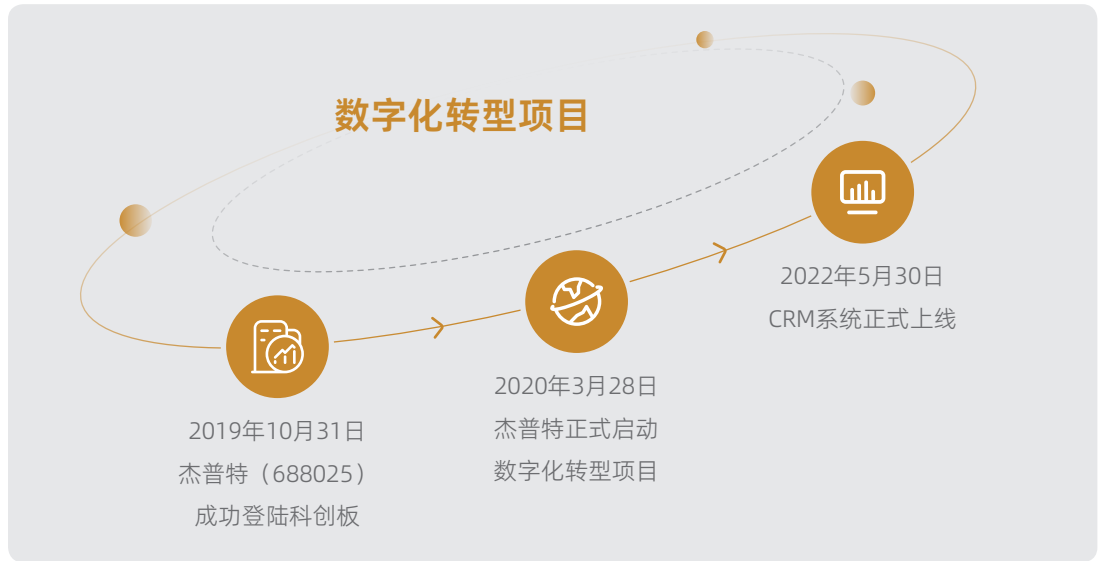 数字化转型项目
2019年10月31日
杰普特（688025）
成功登陆科创板
2020年3月28日
杰普特正式启动
数字化转型项目
2022年5月30日
CRM系统正式上线